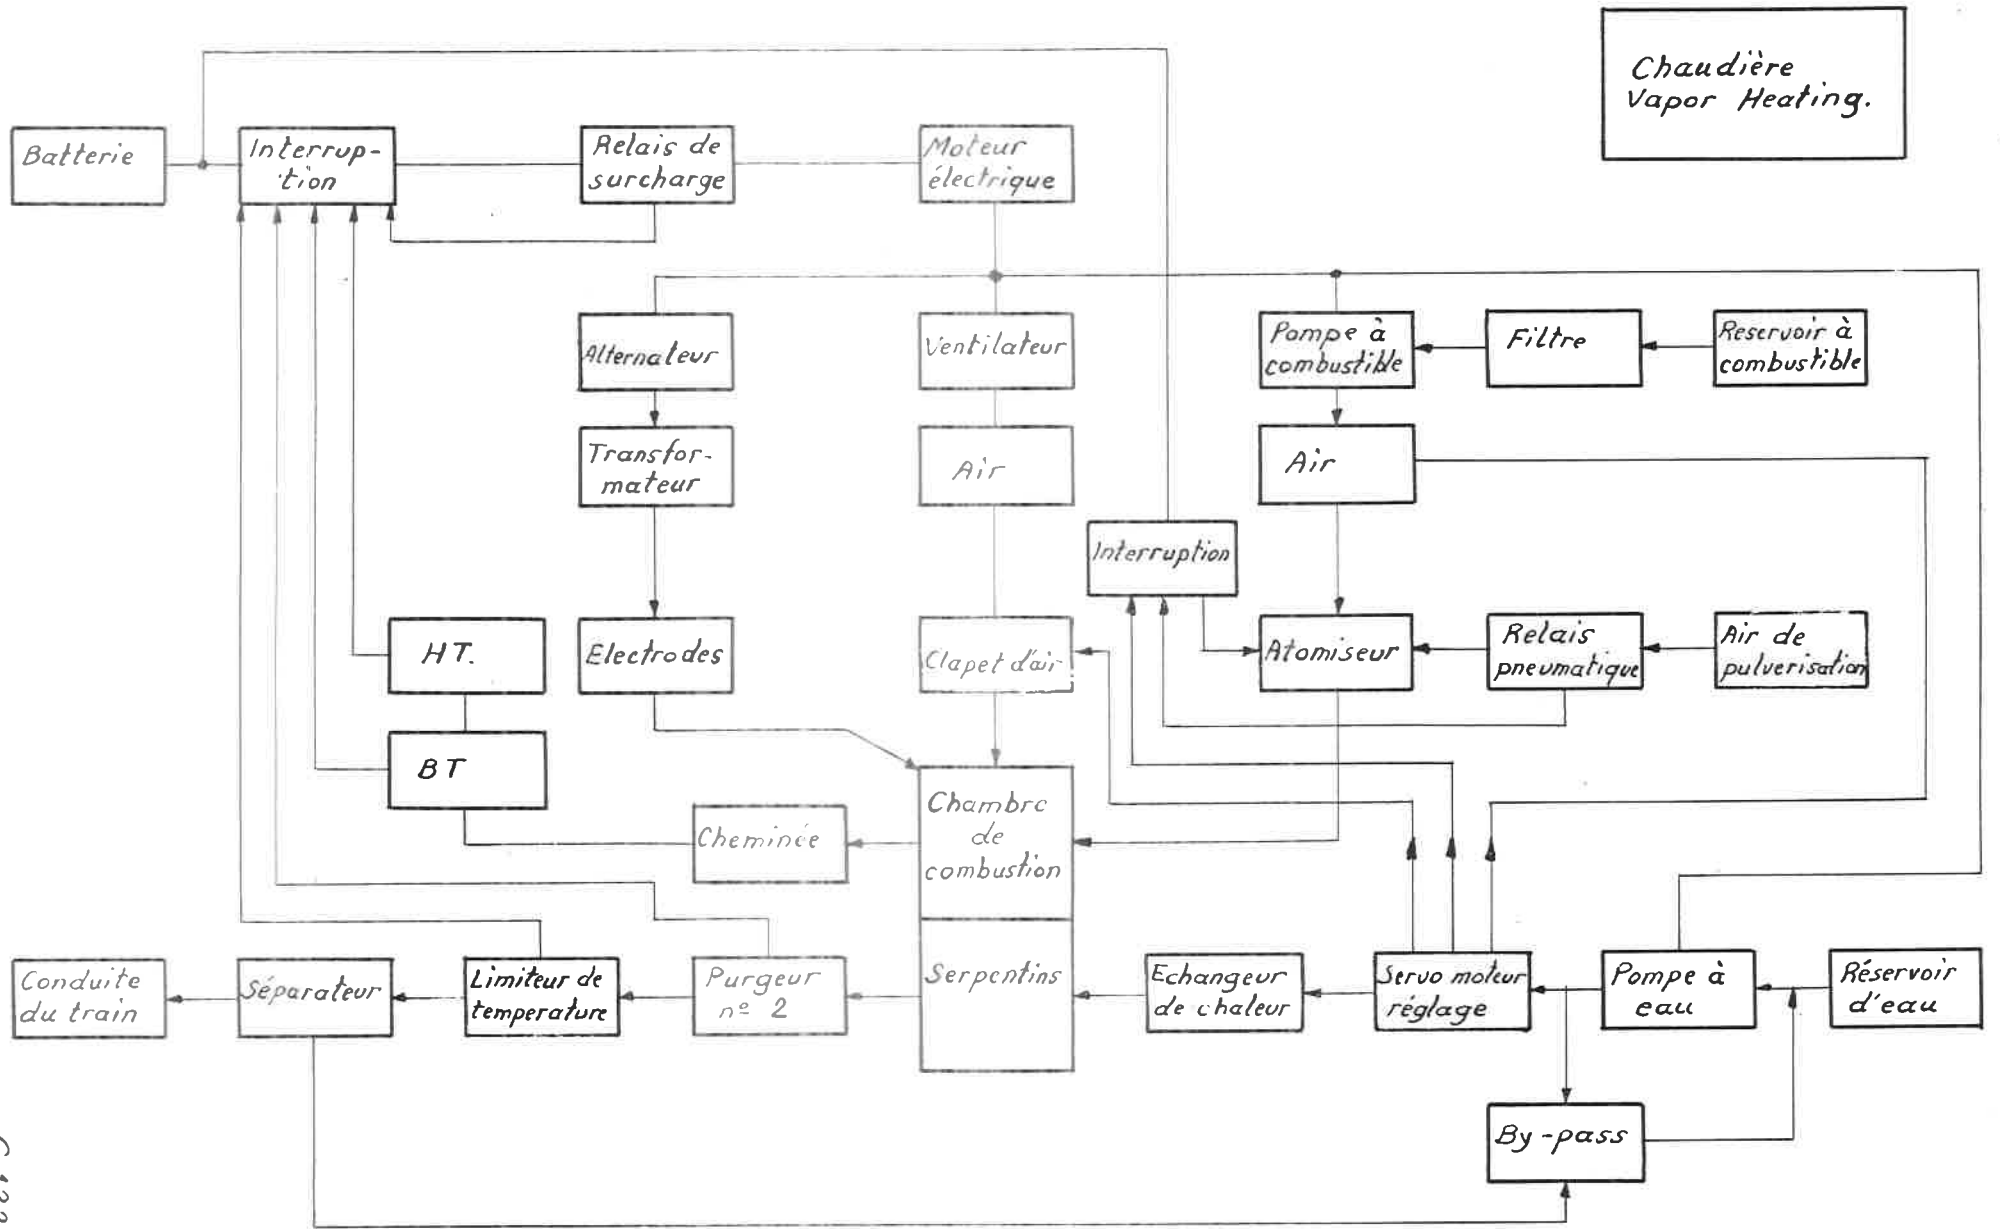 Chaudière
Vapor Heating.
Batterie
Interrup-
tion
Relais de
surcharge
Moteur
électrique
Alternateur
Ventilateur
Pompe à
combustible
Filtre
Reservoir à
combustible
Transfor-
mateur
Air
Air
Interruption
HT.
Electrodes
Clapet d'air
Atomiseur
Relais
pneumatique
Air de
pulverisation
BT
Cheminée
Chambre
de
combustion
Conduite
du train
Séparateur
Limiteur de
temperature
Purgeur
nº 2
Serpentins
Echangeur
de chaleur
Servo moteur
réglage
Pompe à
eau
Réservoir
d'eau
By-pass